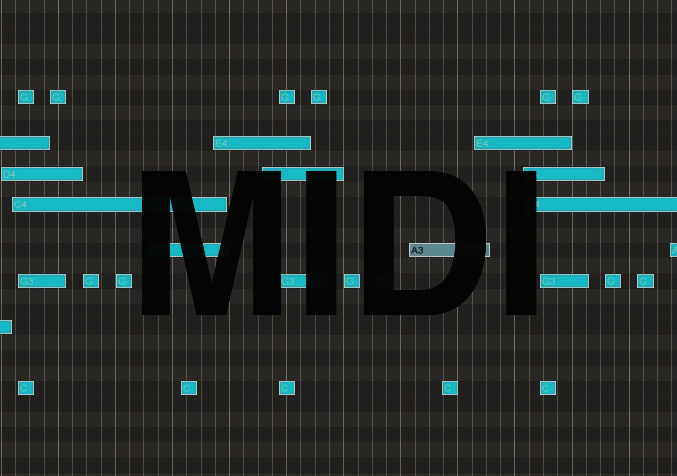 G G G G G G
E4 E4
D4
C4
MIDI
A3
G3 G G G3 G G3 G G
C C C C C